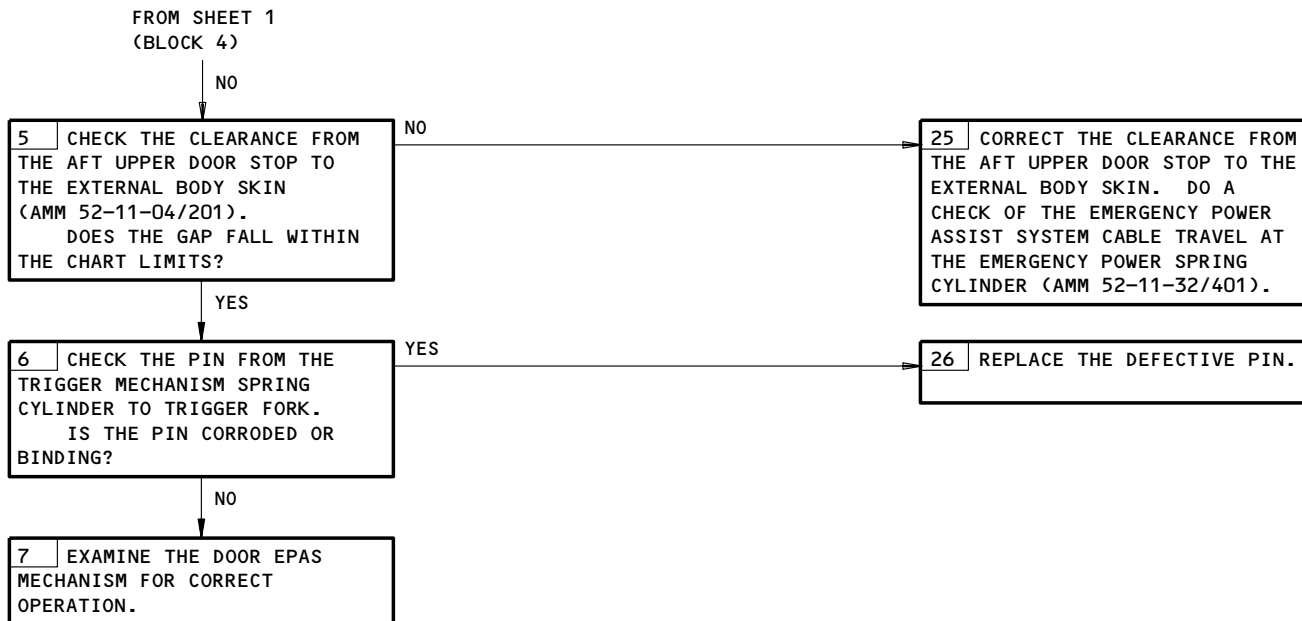 FROM SHEET 1
(BLOCK 4)
NO
5 CHECK THE CLEARANCE FROM
THE AFT UPPER DOOR STOP TO
THE EXTERNAL BODY SKIN
(AMM 52-11-04/201).
DOES THE GAP FALL WITHIN
THE CHART LIMITS?
NO
25 CORRECT THE CLEARANCE FROM
THE AFT UPPER DOOR STOP TO THE
EXTERNAL BODY SKIN. DO A
CHECK OF THE EMERGENCY POWER
ASSIST SYSTEM CABLE TRAVEL AT
THE EMERGENCY POWER SPRING
CYLINDER (AMM 52-11-32/401).
YES
6 CHECK THE PIN FROM THE
TRIGGER MECHANISM SPRING
CYLINDER TO TRIGGER FORK.
IS THE PIN CORRODED OR
BINDING?
YES
26 REPLACE THE DEFECTIVE PIN.
NO
7 EXAMINE THE DOOR EPAS
MECHANISM FOR CORRECT
OPERATION.